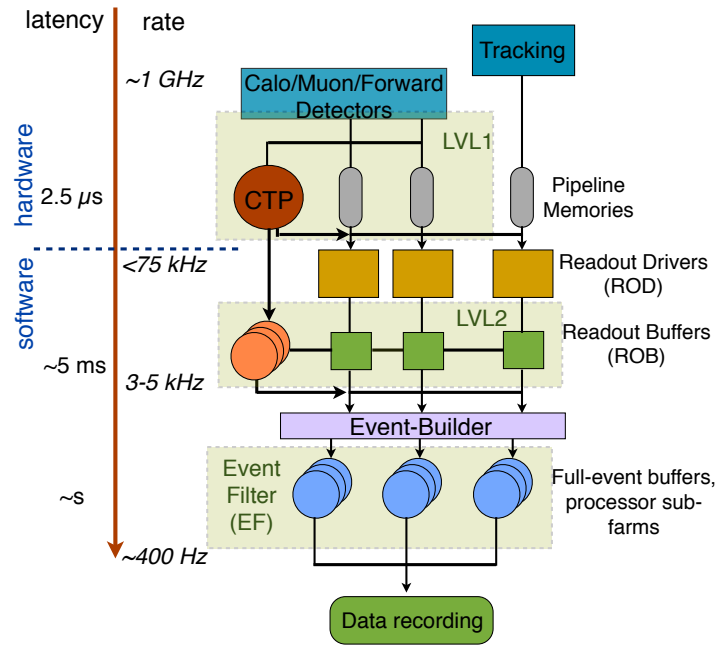 latency
rate
Tracking
~1 GHz
Calo/Muon/Forward
Detectors
LVL1
hardware
2.5 µs
CTP
Pipeline
Memories
<75 kHz
Readout Drivers
(ROD)
software
LVL2
Readout Buffers
(ROB)
~5 ms
3-5 kHz
Event-Builder
Event
Filter
(EF)
Full-event buffers,
processor sub-
farms
~s
~400 Hz
Data recording